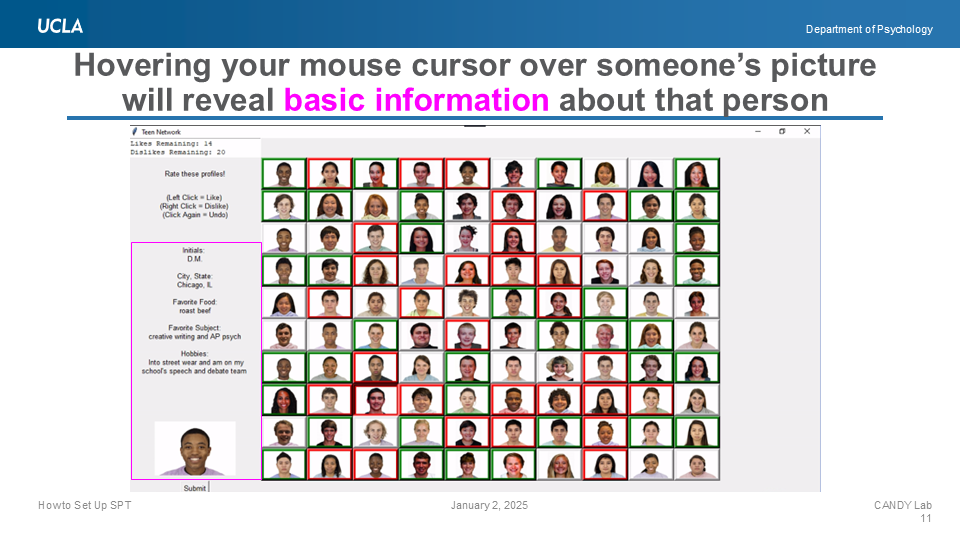 UCLA
Department of Psychology
Hovering your mouse cursor over someone's picture
will reveal basic information about that person
Teen Network
Likes Remaining: 14
Dislikes Remaining: 20
Rate these profiles!
(Left Click = Like)
(Right Click = Dislike)
(Click Again = Undo)
Initials:
D.M.
City, State:
Chicago, IL
Favorite Food:
roast beef
Favorite Subject:
creative writing and AP psych
Hobbies:
Into street wear and am on my
school's speech and debate team
Submit
How to Set Up SPT
January 2, 2025
CANDY Lab
11